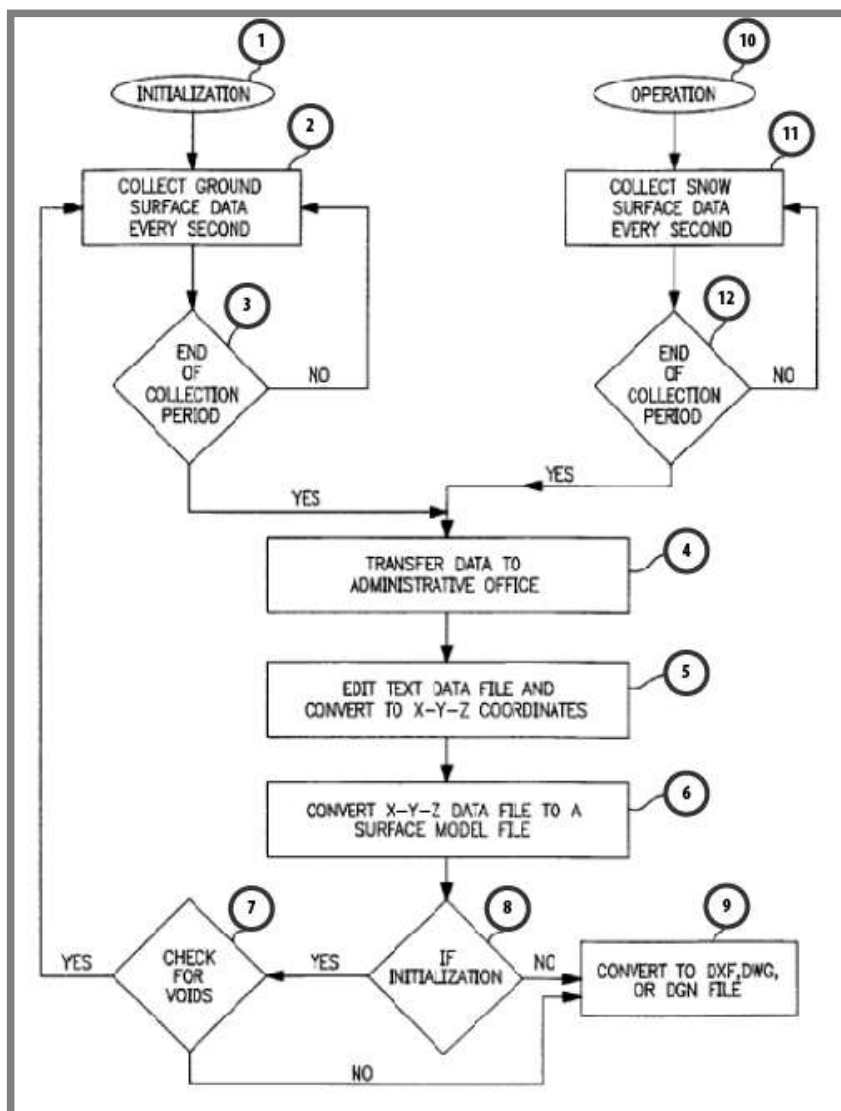 1
INITIALIZATION
2
COLLECT GROUND
SURFACE DATA
EVERY SECOND
3
END
OF
COLLECTION
PERIOD
NO
YES
10
OPERATION
11
COLLECT SNOW
SURFACE DATA
EVERY SECOND
12
END
OF
COLLECTION
PERIOD
NO
YES
4
TRANSFER DATA TO
ADMINISTRATIVE OFFICE
5
EDIT TEXT DATA FILE AND
CONVERT TO X-Y-Z COORDINATES
6
CONVERT X-Y-Z DATA FILE TO A
SURFACE MODEL FILE
7
CHECK
FOR
VOIDS
YES
NO
8
IF
INITIALIZATION
YES
NO
9
CONVERT TO DXF,DWG,
OR DGN FILE